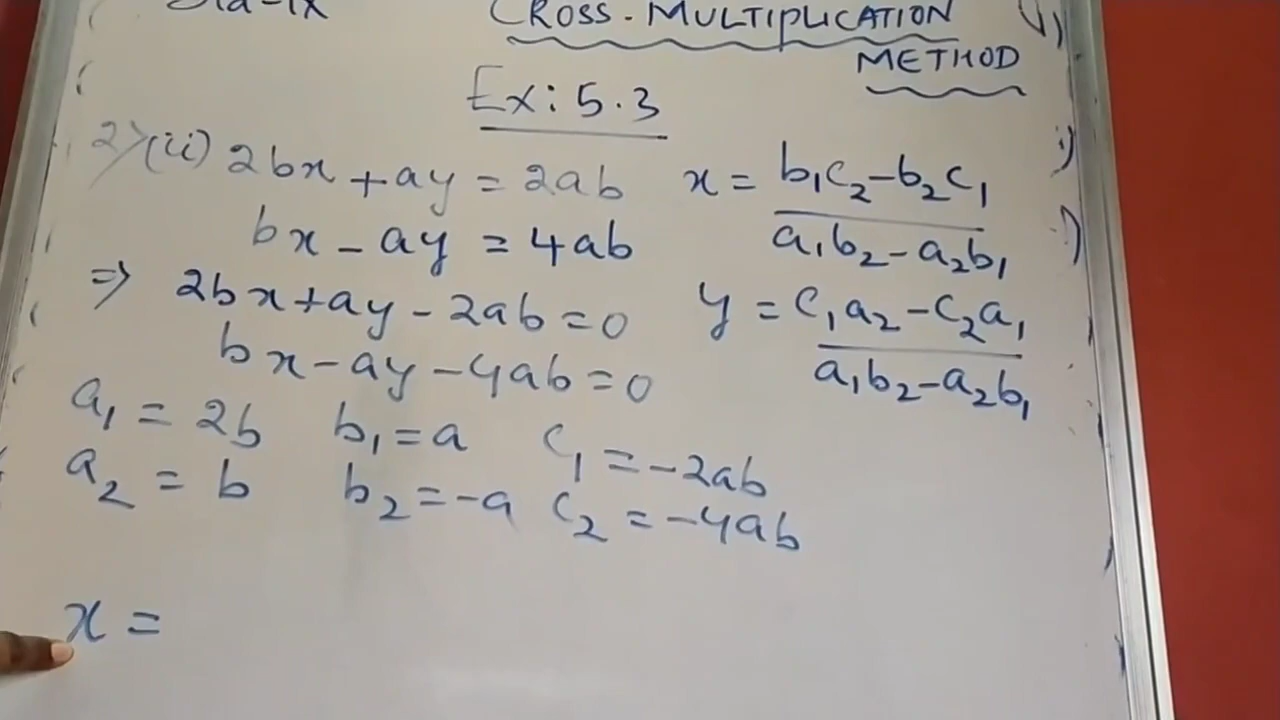 CROSS-MULTIPLICATION
METHOD
Ex: 5.3
2)(ii) 2bx + ay = 2ab
bx - ay = 4ab
⇒ 2bx + ay - 2ab = 0
bx - ay - 4ab = 0
x = b₁c₂ - b₂c₁
a₁b₂ - a₂b₁
y = c₁a₂ - c₂a₁
a₁b₂ - a₂b₁
a₁ = 2b b₁ = a c₁ = -2ab
a₂ = b b₂ = -a c₂ = -4ab
x =